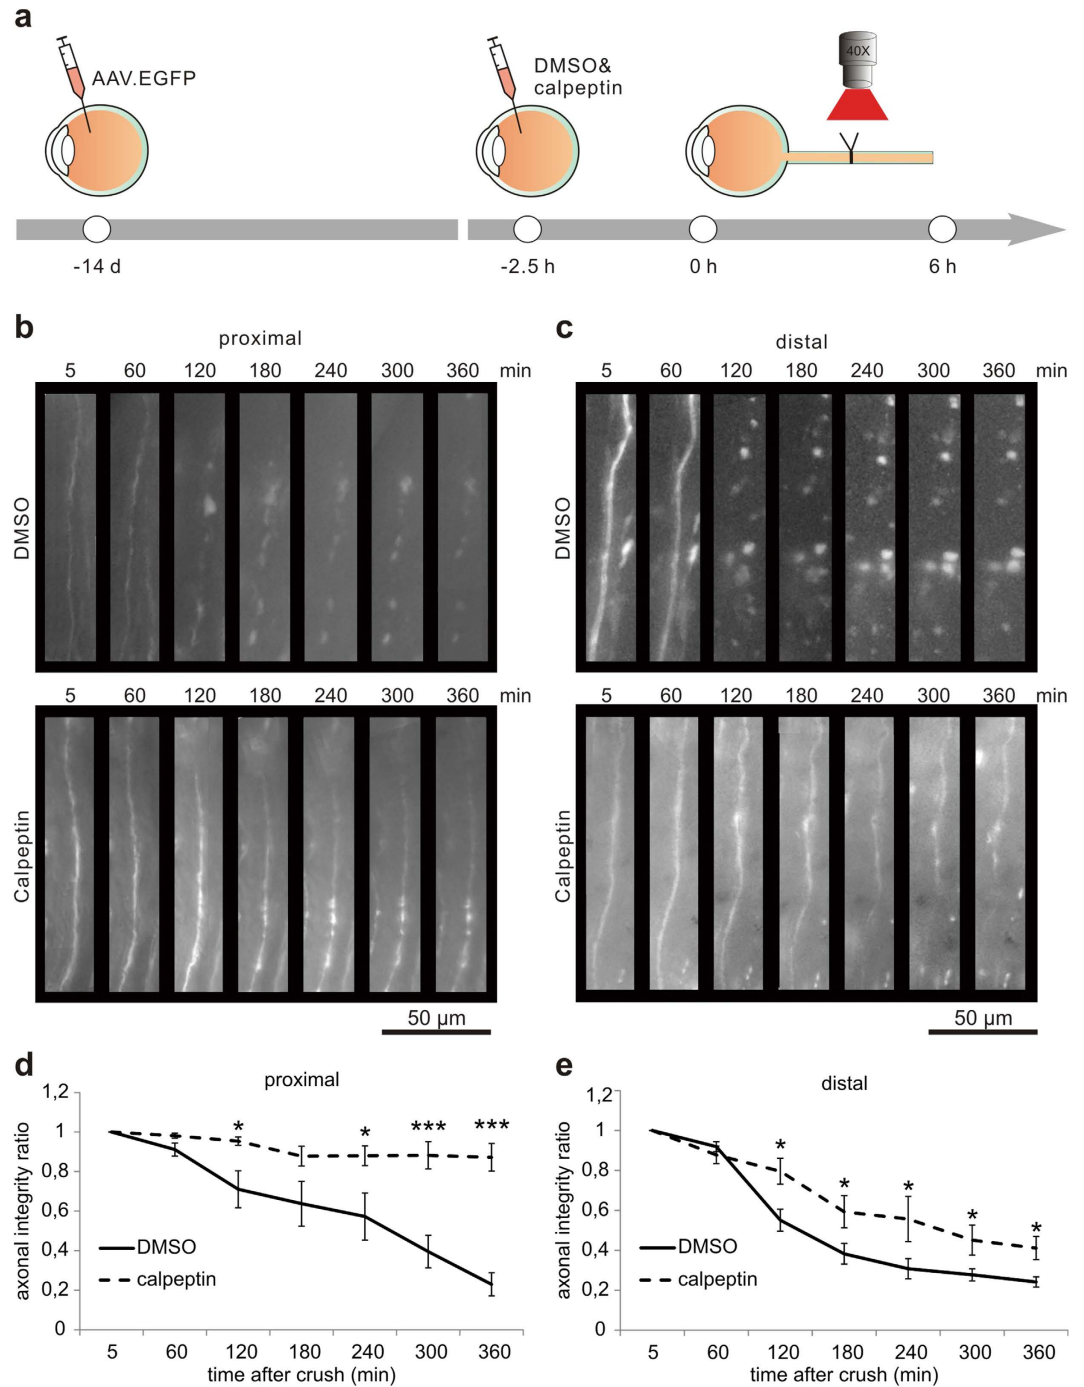 a
AAV.EGFP
DMSO&
calpeptin
40X
-14 d
-2.5 h
0 h
6 h
b
proximal
5 60 120 180 240 300 360 min
DMSO
5 60 120 180 240 300 360 min
Calpeptin
50 µm
c
distal
5 60 120 180 240 300 360 min
DMSO
5 60 120 180 240 300 360 min
Calpeptin
50 µm
d
proximal
axonal integrity ratio
1,2
1
0,8
0,6
0,4
0,2
0
* * *** ***
DMSO
calpeptin
5 60 120 180 240 300 360
time after crush (min)
e
distal
axonal integrity ratio
1,2
1
0,8
0,6
0,4
0,2
0
* * * * *
DMSO
calpeptin
5 60 120 180 240 300 360
time after crush (min)